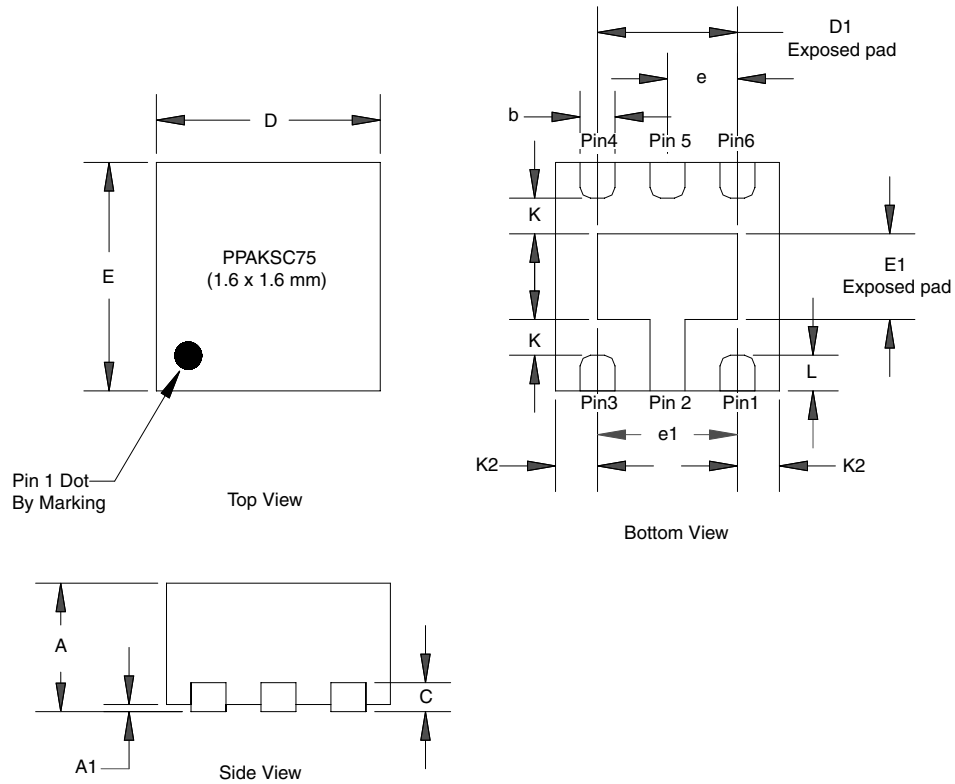 D1
Exposed pad
e
b
D
Pin4
Pin 5
Pin6
K
E
PPAKSC75
(1.6 x 1.6 mm)
E1
Exposed pad
K
L
Pin3
Pin 2
Pin1
e1
K2
K2
Pin 1 Dot
By Marking
Top View
Bottom View
A
C
A1
Side View